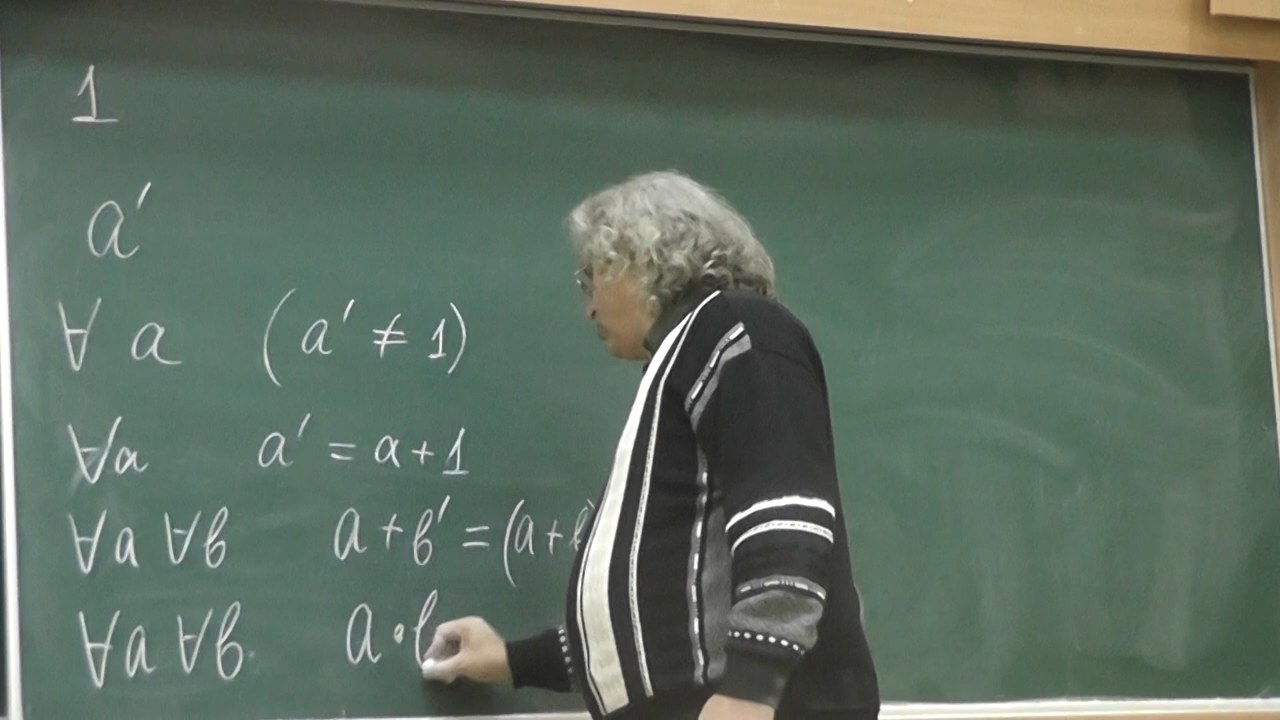 1
a′
∀ a (a′ ≠ 1)
∀a a′ = a + 1
∀a ∀b a + b′ = (a +
∀a ∀b a ∘